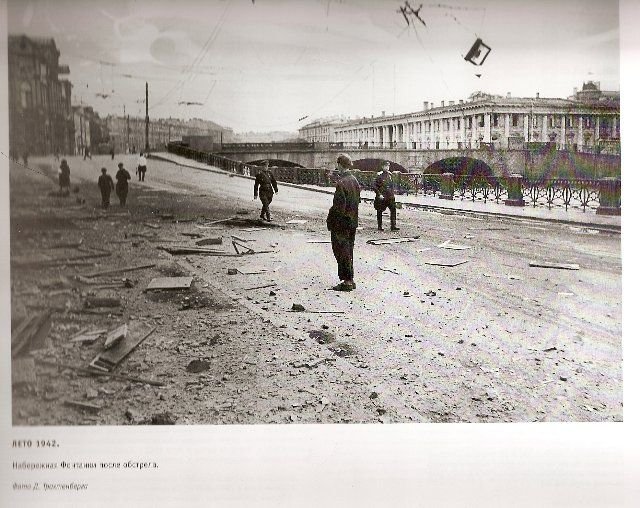 ЛЕТО 1942.
Набережная Фонтанки после обстрела.
Фото Д. Трахтенберга